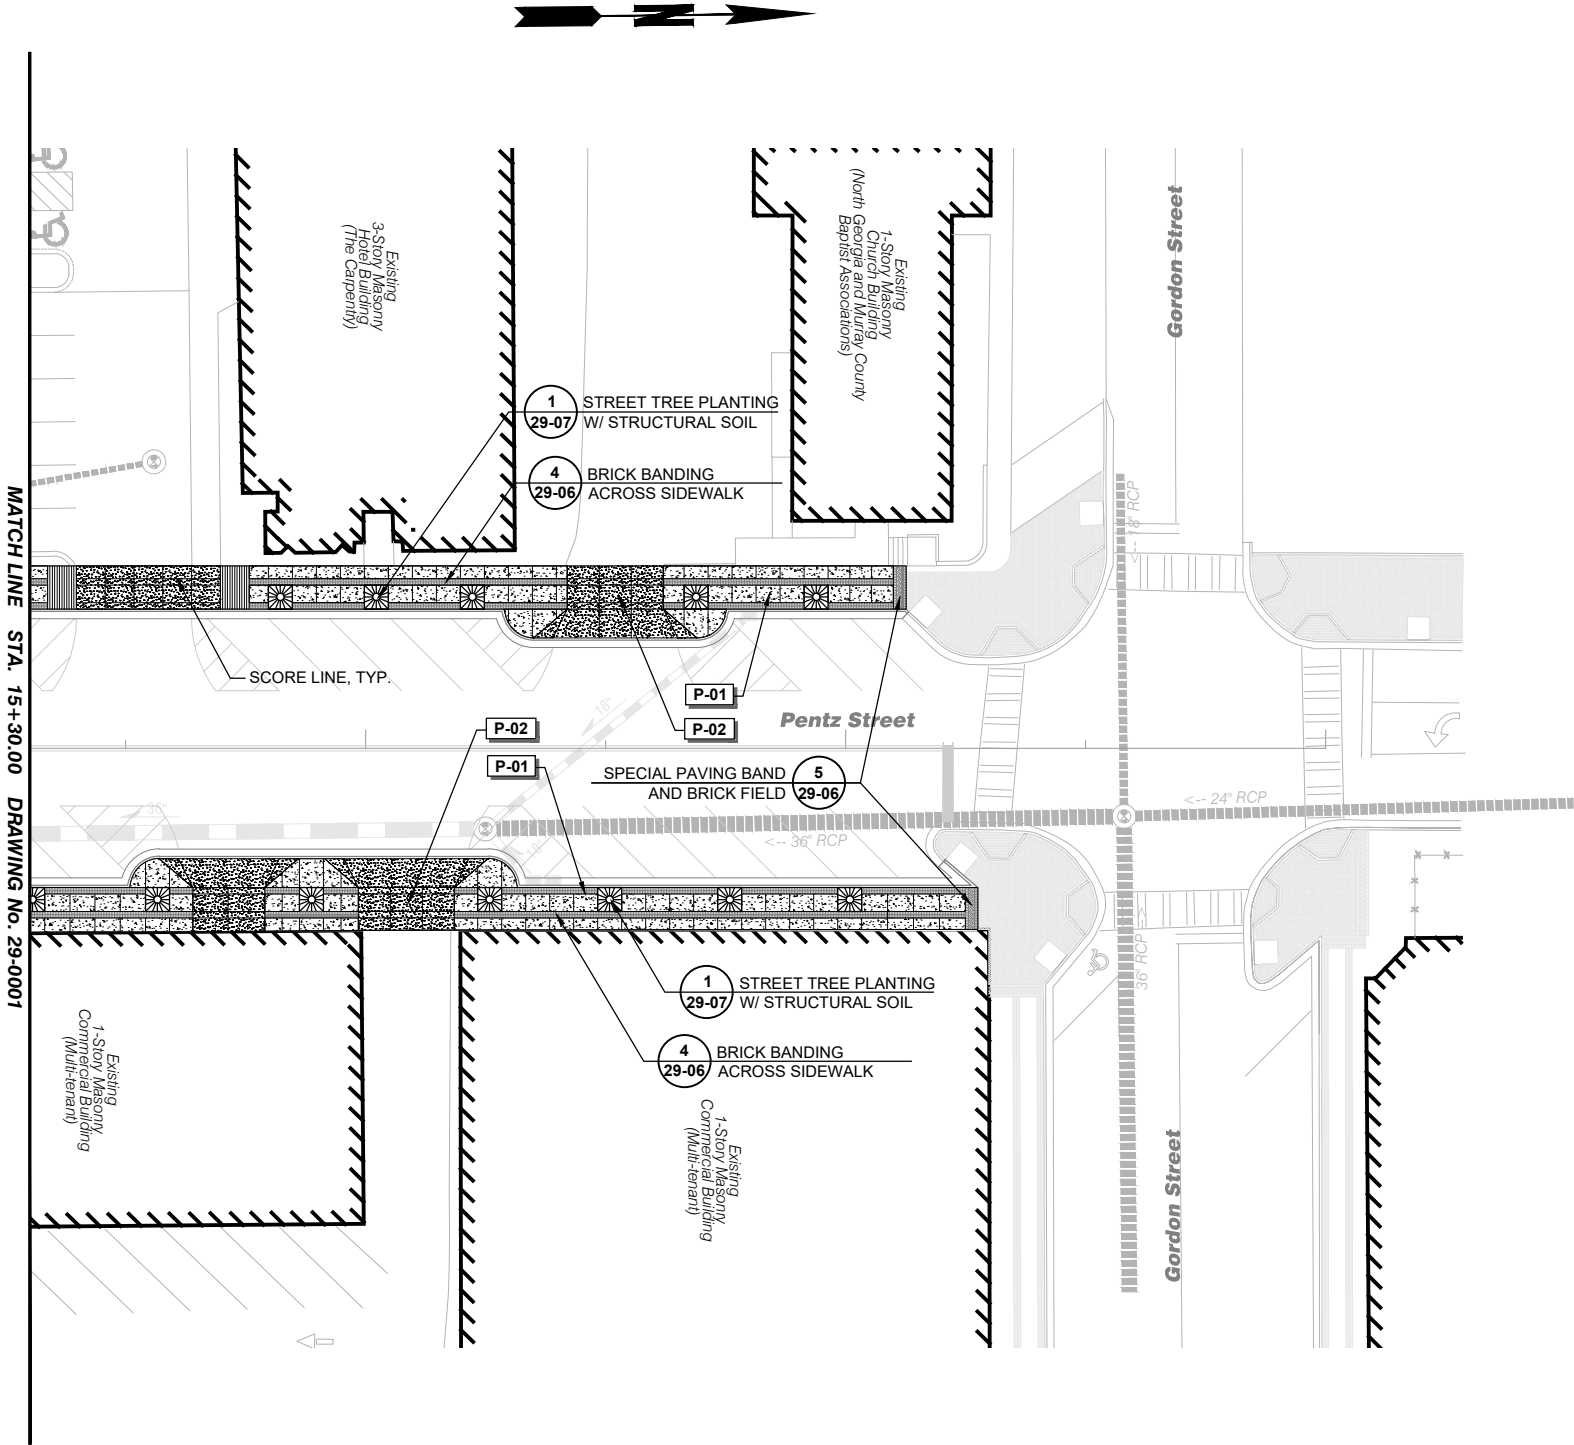 N
Existing
3-Story Masonry
Hotel Building
(The Carpentry)
Existing
1-Story Masonry
Church Building
(North Georgia and Murray County
Baptist Associations)
Gordon Street
1
29-07
STREET TREE PLANTING
W/ STRUCTURAL SOIL
4
29-06
BRICK BANDING
ACROSS SIDEWALK
<-- 18" RCP
MATCH LINE STA. 15+30.00 DRAWING No. 29-0001
SCORE LINE, TYP.
P-01
P-02
18"
Pentz Street
P-02
P-01
SPECIAL PAVING BAND
AND BRICK FIELD
5
29-06
<-- 24" RCP
36"
<-- 36" RCP
18"
36" RCP -->
1
29-07
STREET TREE PLANTING
W/ STRUCTURAL SOIL
4
29-06
BRICK BANDING
ACROSS SIDEWALK
Existing
1-Story Masonry
Commercial Building
(Multi-tenant)
Existing
1-Story Masonry
Commercial Building
(Multi-tenant)
Gordon Street